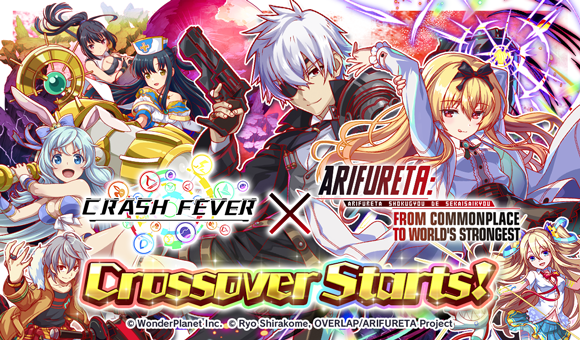 CRASH FEVER
×
ARIFURETA:
ARIFURETA SHOKUGYOU DE SEKAISAIKYOU
FROM COMMONPLACE
TO WORLD'S STRONGEST
Crossover Starts!
© WonderPlanet Inc. © Ryo Shirakome, OVERLAP/ARIFURETA Project